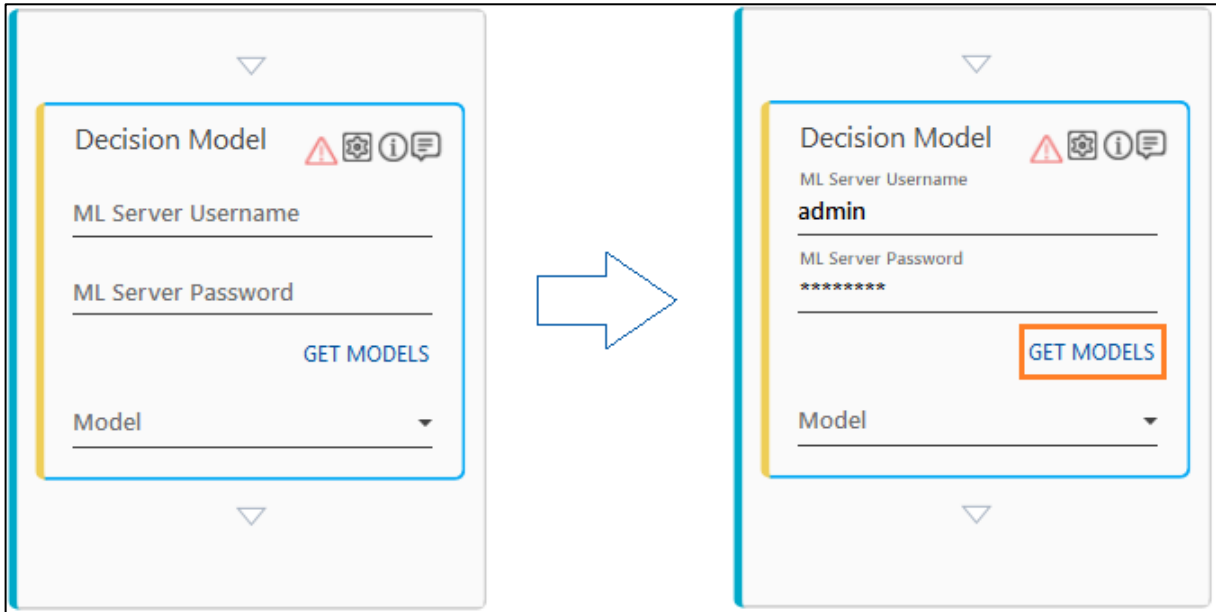 Decision Model
ML Server Username
ML Server Password
GET MODELS
Model
Decision Model
ML Server Username
admin
ML Server Password
********
GET MODELS
Model